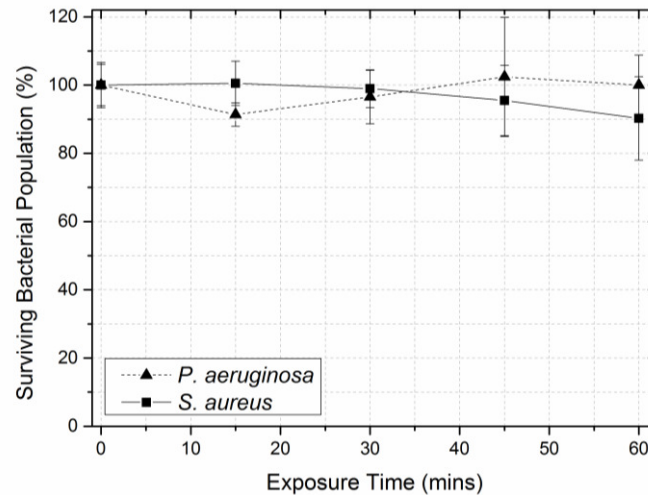 120
100
80
60
40
20
0
Surviving Bacterial Population (%)
P. aeruginosa
S. aureus
0 10 20 30 40 50 60
Exposure Time (mins)